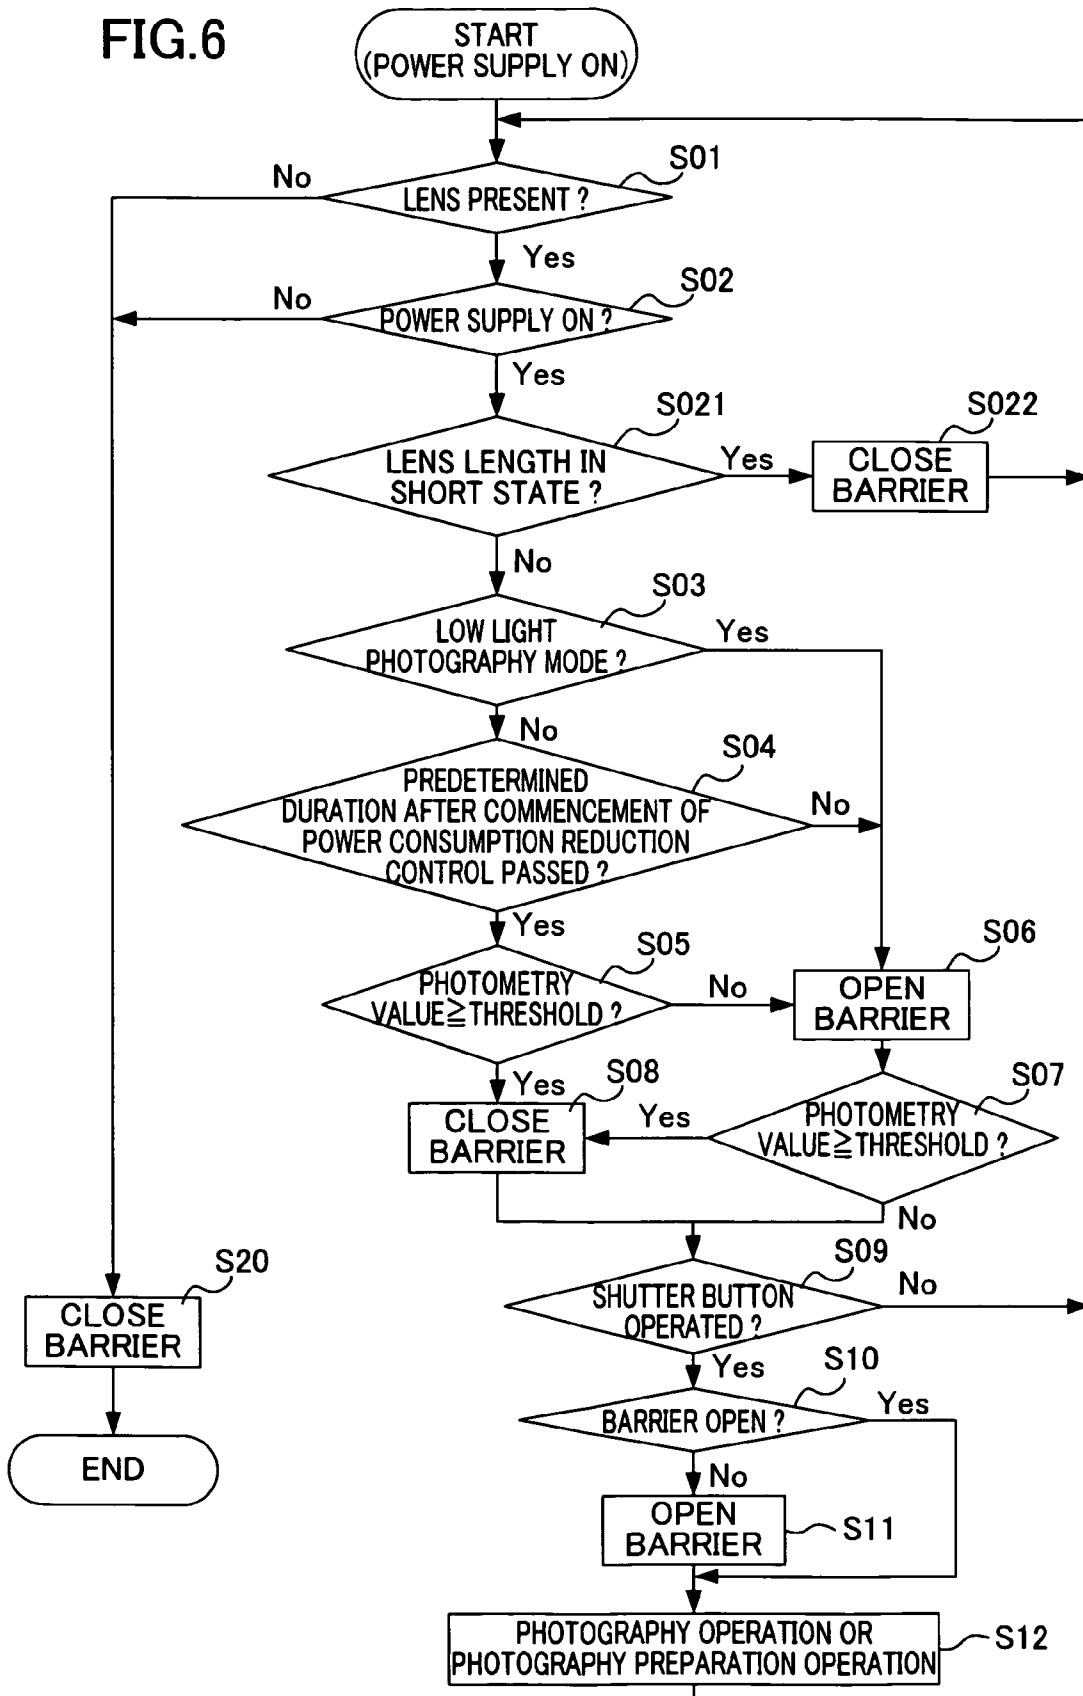 FIG.6
START
(POWER SUPPLY ON)
S01
No
LENS PRESENT ?
Yes
S02
No
POWER SUPPLY ON ?
Yes
S021
LENS LENGTH IN
SHORT STATE ?
Yes
S022
CLOSE
BARRIER
No
S03
LOW LIGHT
PHOTOGRAPHY MODE ?
Yes
No
S04
PREDETERMINED
DURATION AFTER COMMENCEMENT OF
POWER CONSUMPTION REDUCTION
CONTROL PASSED ?
No
Yes
S05
PHOTOMETRY
VALUE≧THRESHOLD ?
No
S06
OPEN
BARRIER
Yes
S08
CLOSE
BARRIER
Yes
S07
PHOTOMETRY
VALUE≧THRESHOLD ?
No
S09
SHUTTER BUTTON
OPERATED ?
No
S20
CLOSE
BARRIER
END
Yes
S10
BARRIER OPEN ?
Yes
No
OPEN
BARRIER
S11
PHOTOGRAPHY OPERATION OR
PHOTOGRAPHY PREPARATION OPERATION
S12